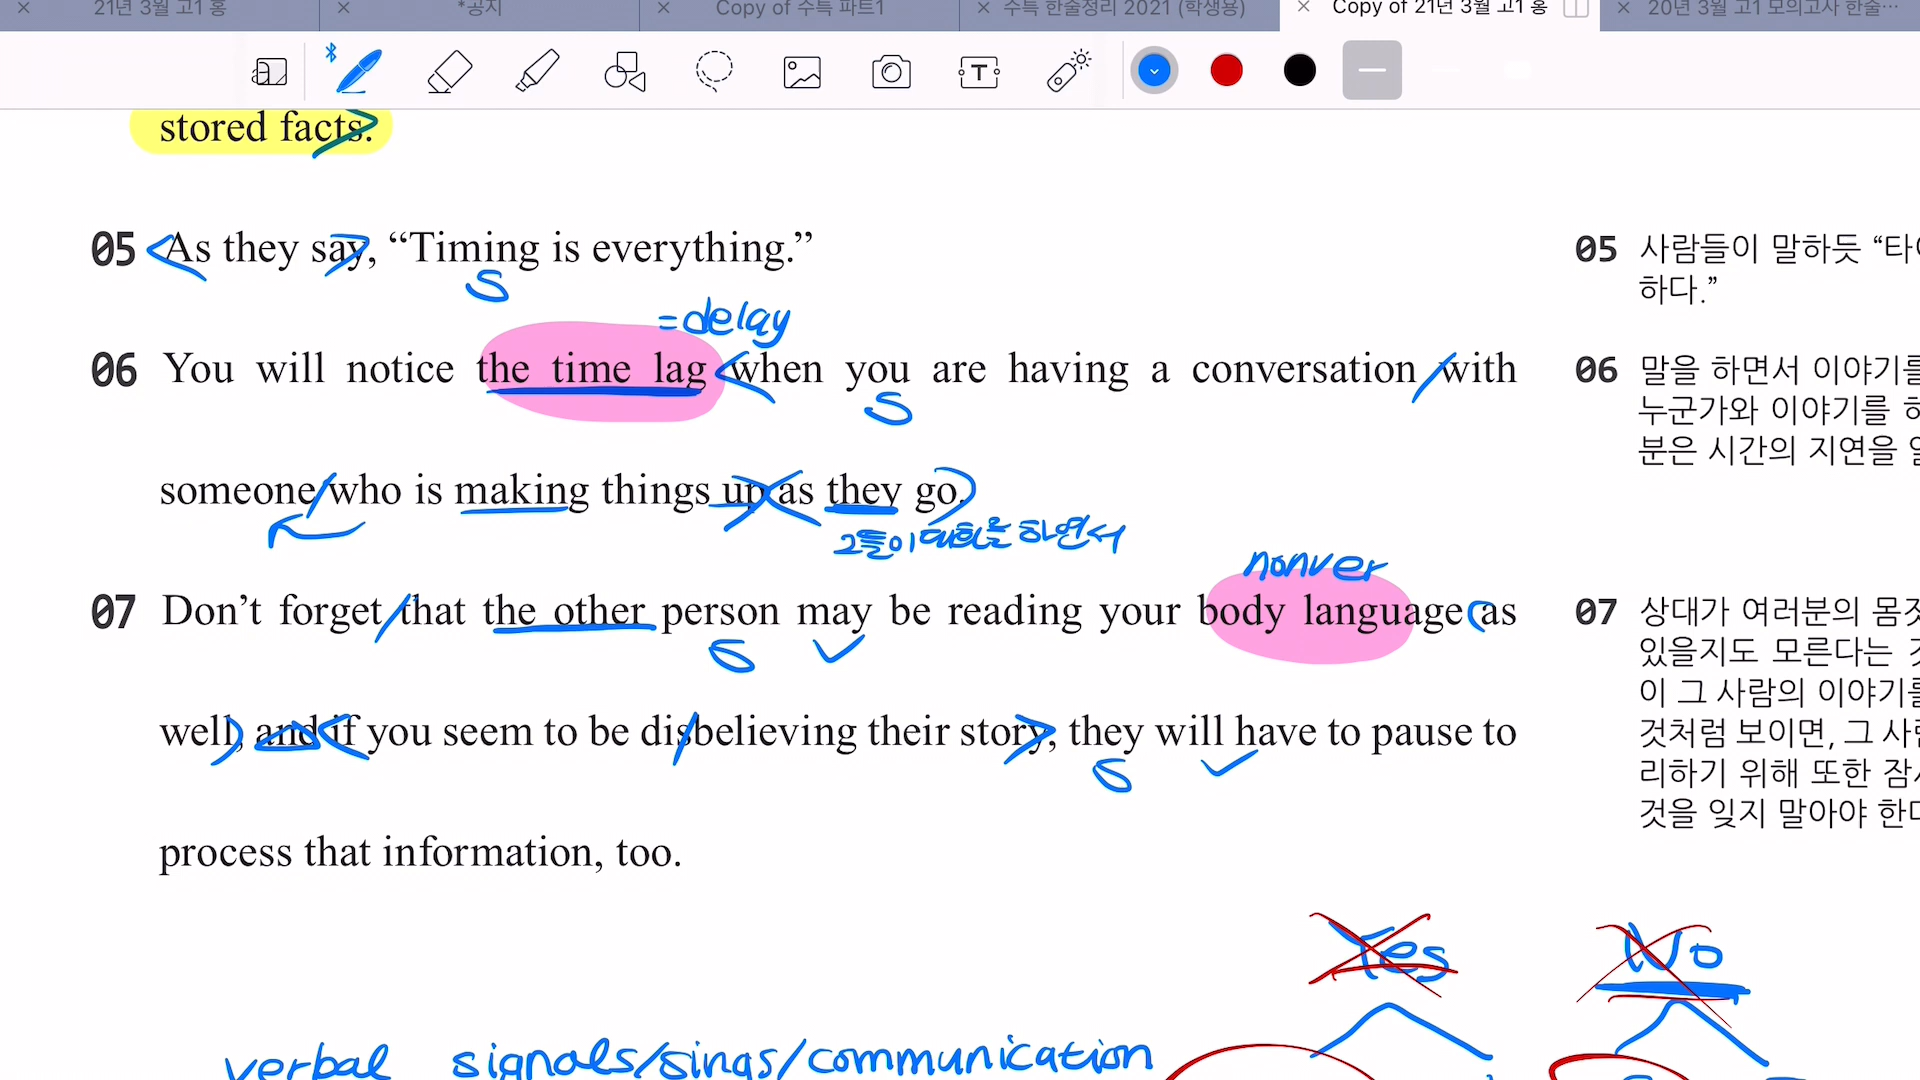 21년 3월 고1 홍
*공지
Copy of 수특 파트1
수특 한술정리 2021 (학생용)
Copy of 21년 3월 고1 홍
20년 3월 고1 모의고사 한술…
stored facts.
05 As they say, “Timing is everything.”
S
=delay
06 You will notice the time lag when you are having a conversation with
S
someone who is making things up as they go.
그들이 대화를 하면서
nonver
07 Don’t forget that the other person may be reading your body language as
S
well, and if you seem to be disbelieving their story, they will have to pause to
S
process that information, too.
05 사람들이 말하듯 “타이
하다.”
06 말을 하면서 이야기를
누군가와 이야기를 하
분은 시간의 지연을 알
07 상대가 여러분의 몸짓
있을지도 모른다는 것
이 그 사람의 이야기를
것처럼 보이면, 그 사람
리하기 위해 또한 잠시
것을 잊지 말아야 한다
Yes
No
verbal signals/sings/communication